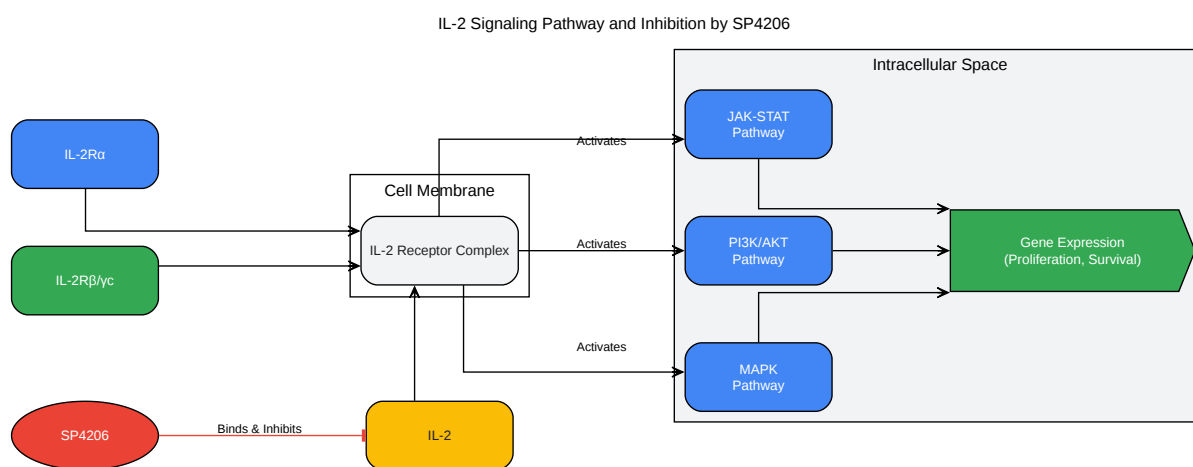 IL-2 Signaling Pathway and Inhibition by SP4206
Intracellular Space
JAK-STAT
Pathway
Activates
IL-2Rα
Cell Membrane
IL-2 Receptor Complex
Activates
PI3K/AKT
Pathway
Gene Expression
(Proliferation, Survival)
IL-2Rβ/γc
Activates
MAPK
Pathway
SP4206
Binds & Inhibits
IL-2